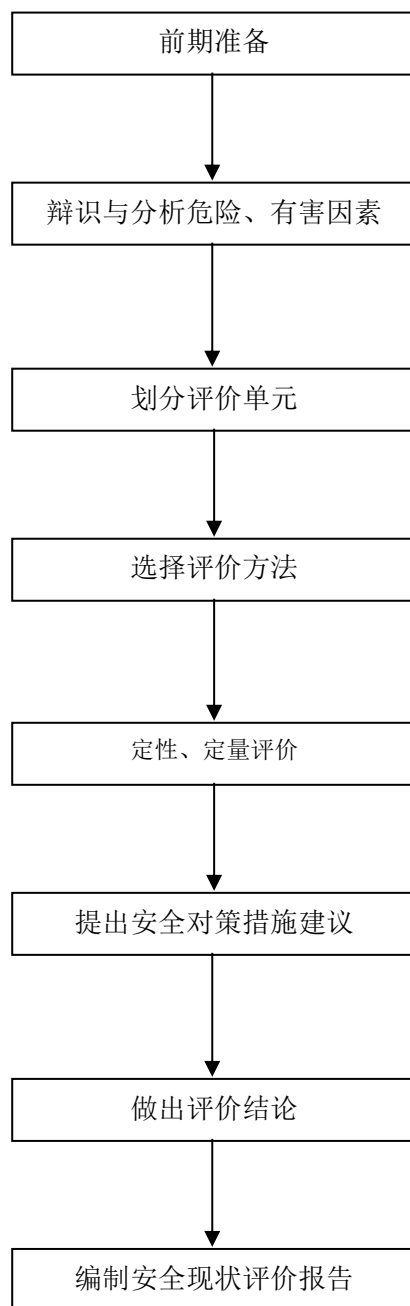 前期准备
辩识与分析危险、有害因素
划分评价单元
选择评价方法
定性、定量评价
提出安全对策措施建议
做出评价结论
编制安全现状评价报告